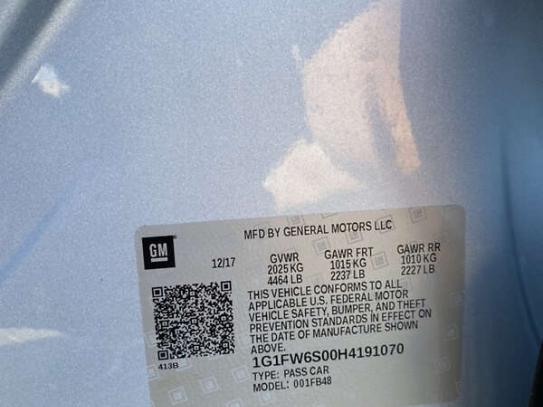 GM
MFD BY GENERAL MOTORS LLC
12/17
GVWR GAWR FRT GAWR RR
2025 KG 1015 KG 1010 KG
4464 LB 2237 LB 2227 LB
THIS VEHICLE CONFORMS TO ALL
APPLICABLE U.S. FEDERAL MOTOR
VEHICLE SAFETY, BUMPER, AND THEFT
PREVENTION STANDARDS IN EFFECT ON
THE DATE OF MANUFACTURE SHOWN
ABOVE.
413B
1G1FW6S00H4191070
TYPE: PASS CAR
MODEL: 001FB48